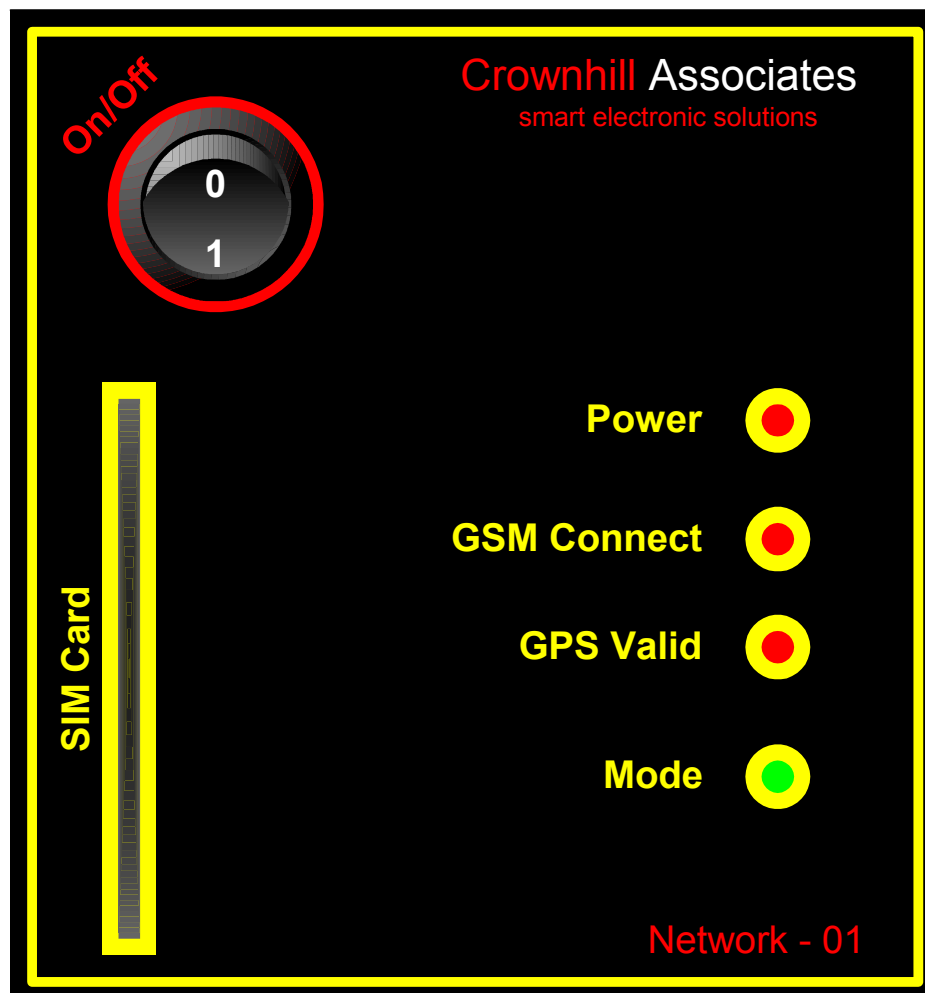 On/Off
Crownhill Associates
smart electronic solutions
0
1
Power
GSM Connect
GPS Valid
SIM Card
Mode
Network - 01